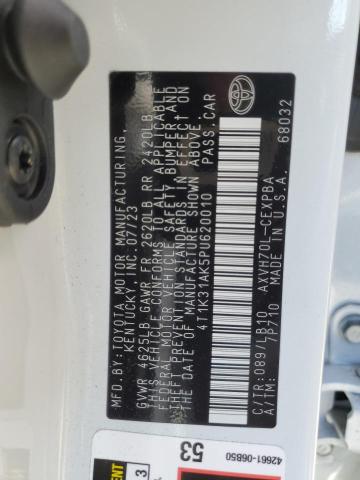 MFD. BY: TOYOTA MOTOR MANUFACTURING,
KENTUCKY, INC. 07/23
GVWR 4625LB GAWR FR 2620LB RR 2420LB
THIS VEHICLE CONFORMS TO ALL APPLICABLE
FEDERAL MOTOR VEHICLE SAFETY, BUMPER, AND
THEFT PREVENTION STANDARDS IN EFFECT ON
THE DATE OF MANUFACTURE SHOWN ABOVE.
4T1K31AK5PU620010 PASS.CAR
C/TR: 089/LB10 AXVH70L-CEXPBA
A/TM: 7P710 MADE IN U.S.A. 68032
53
42661-06B50